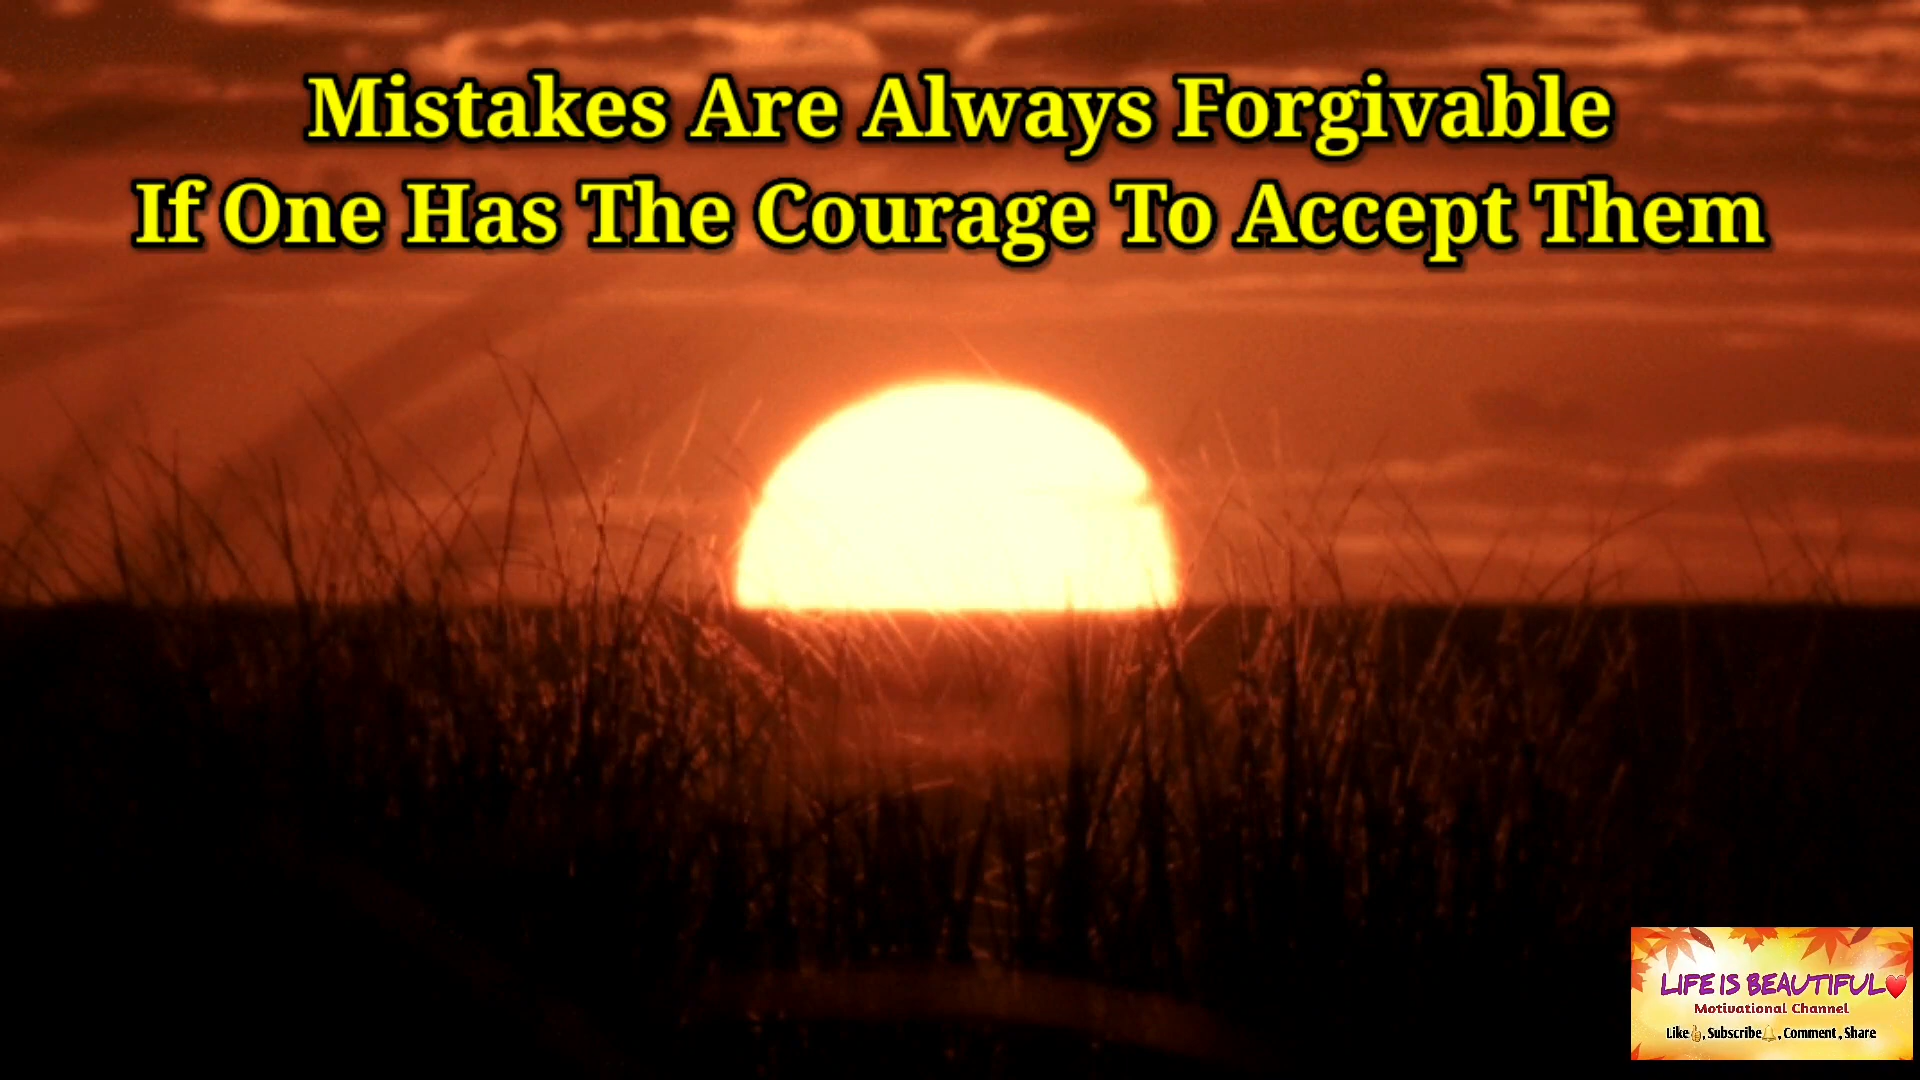 Mistakes Are Always Forgivable
If One Has The Courage To Accept Them
LIFE IS BEAUTIFUL❤️
Motivational Channel
Like👍, Subscribe🔔, Comment, Share